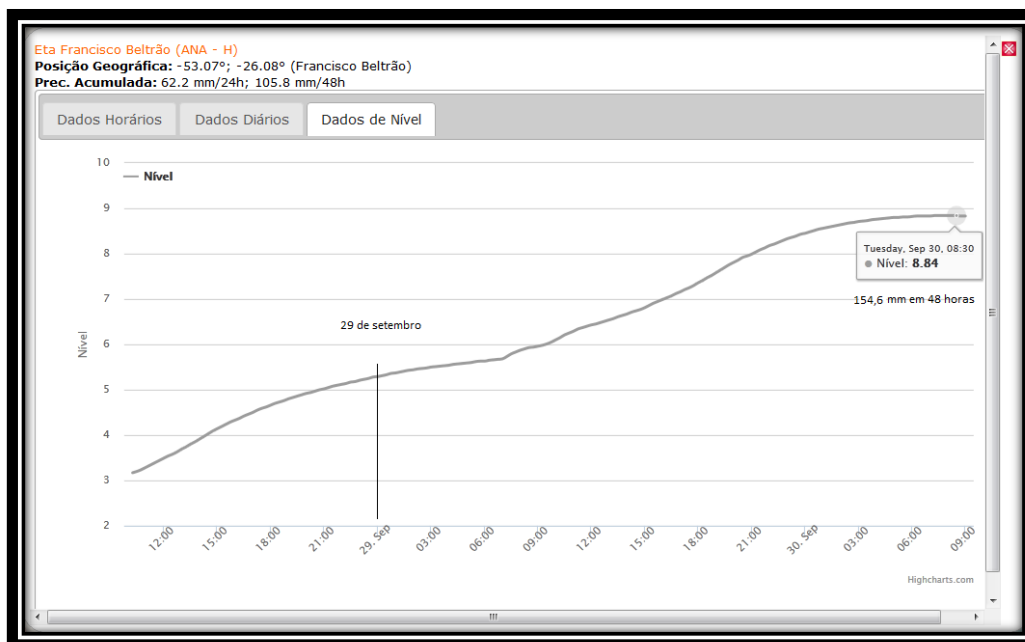 Eta Francisco Beltrão (ANA - H)
Posição Geográfica: -53.07°; -26.08° (Francisco Beltrão)
Prec. Acumulada: 62.2 mm/24h; 105.8 mm/48h
Dados Horários Dados Diários Dados de Nível
10
Nível
9
8
7
6
5
4
3
2
Nível
Tuesday, Sep 30, 08:30
Nível: 8.84
154,6 mm em 48 horas
29 de setembro
12:00 15:00 18:00 21:00 29. Sep 03:00 06:00 09:00 12:00 15:00 18:00 21:00 30. Sep 03:00 06:00 09:00
Highcharts.com